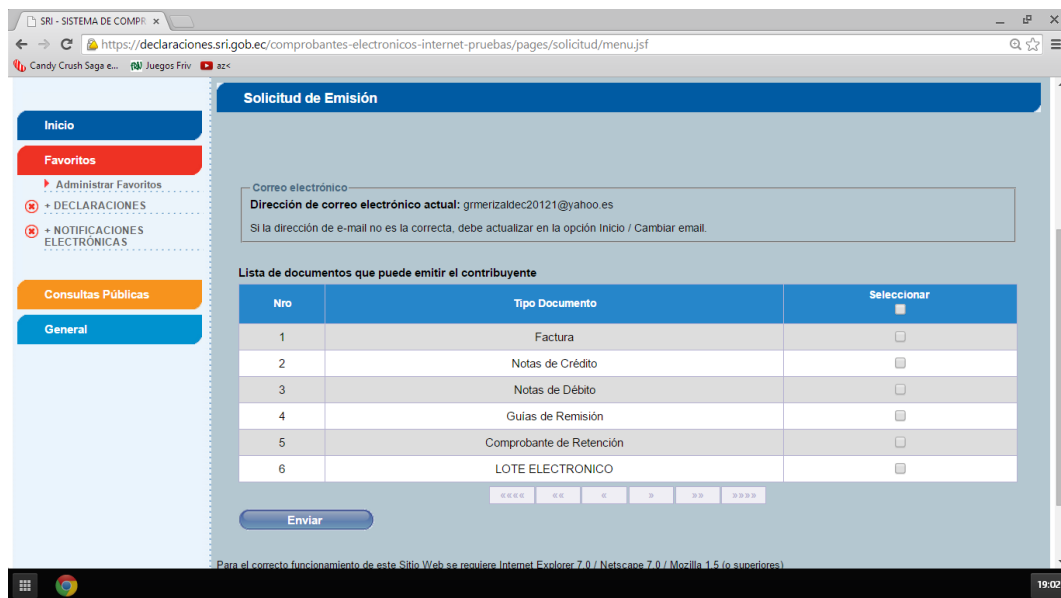 SRI - SISTEMA DE COMPR
https://declaraciones.sri.gob.ec/comprobantes-electronicos-internet-pruebas/pages/solicitud/menu.jsf
Candy Crush Saga e... Juegos Friv az<
Solicitud de Emisión
Inicio
Favoritos
Administrar Favoritos
+ DECLARACIONES
+ NOTIFICACIONES
ELECTRÓNICAS
Consultas Públicas
General
Correo electrónico
Dirección de correo electrónico actual: grmerizaldec20121@yahoo.es
Si la dirección de e-mail no es la correcta, debe actualizar en la opción Inicio / Cambiar email.
Lista de documentos que puede emitir el contribuyente
Nro Tipo Documento Seleccionar
1 Factura
2 Notas de Crédito
3 Notas de Débito
4 Guías de Remisión
5 Comprobante de Retención
6 LOTE ELECTRONICO
«««« «« « » »» »»»»
Enviar
Para el correcto funcionamiento de este Sitio Web se requiere Internet Explorer 7.0 / Netscape 7.0 / Mozilla 1.5 (o superiores)
19:02